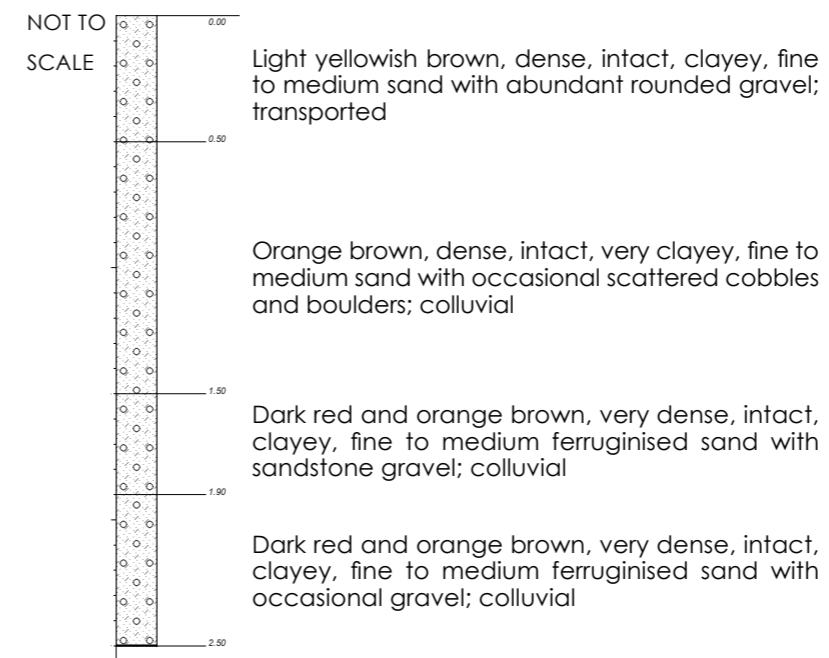 NOT TO
SCALE
0.00
Light yellowish brown, dense, intact, clayey, fine
to medium sand with abundant rounded gravel;
transported
0.50
Orange brown, dense, intact, very clayey, fine to
medium sand with occasional scattered cobbles
and boulders; colluvial
1.50
Dark red and orange brown, very dense, intact,
clayey, fine to medium ferruginised sand with
sandstone gravel; colluvial
1.90
Dark red and orange brown, very dense, intact,
clayey, fine to medium ferruginised sand with
occasional gravel; colluvial
2.50